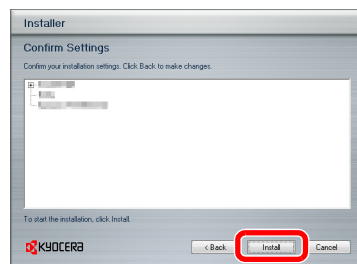 Installer
Confirm Settings
Confirm your installation settings. Click Back to make changes.
To start the installation, click Install.
KYOCERA
< Back
Install
Cancel